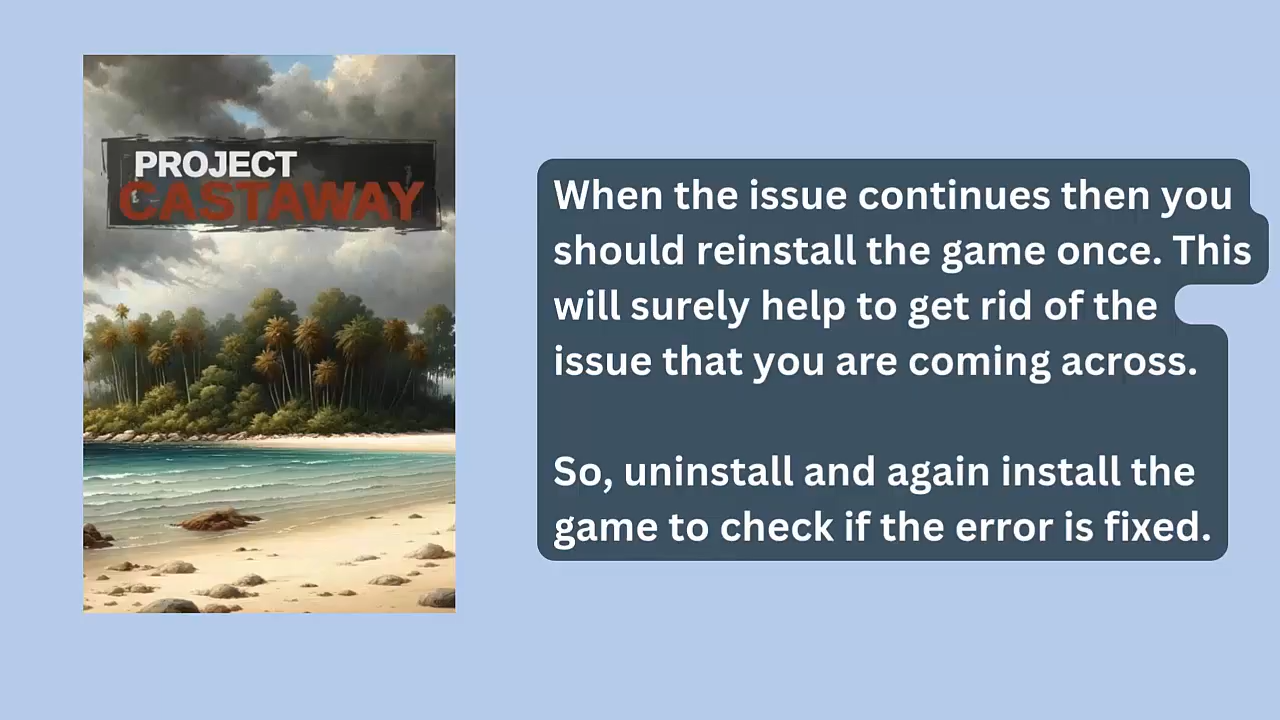 PROJECT
CASTAWAY
When the issue continues then you
should reinstall the game once. This
will surely help to get rid of the
issue that you are coming across.
So, uninstall and again install the
game to check if the error is fixed.